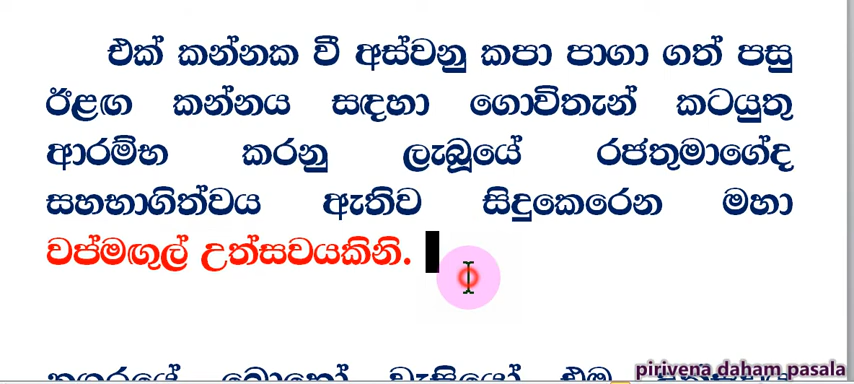 එක් කන්නක වී අස්වනු කපා පාගා ගත් පසු
ඊළඟ කන්නය සඳහා ගොවිතැන් කටයුතු
ආරම්භ කරනු ලැබූයේ රජතුමාගේද
සහභාගිත්වය ඇතිව සිදුකෙරෙන මහා
වප්මඟුල් උත්සවයකිනි.
pirivena daham pasala